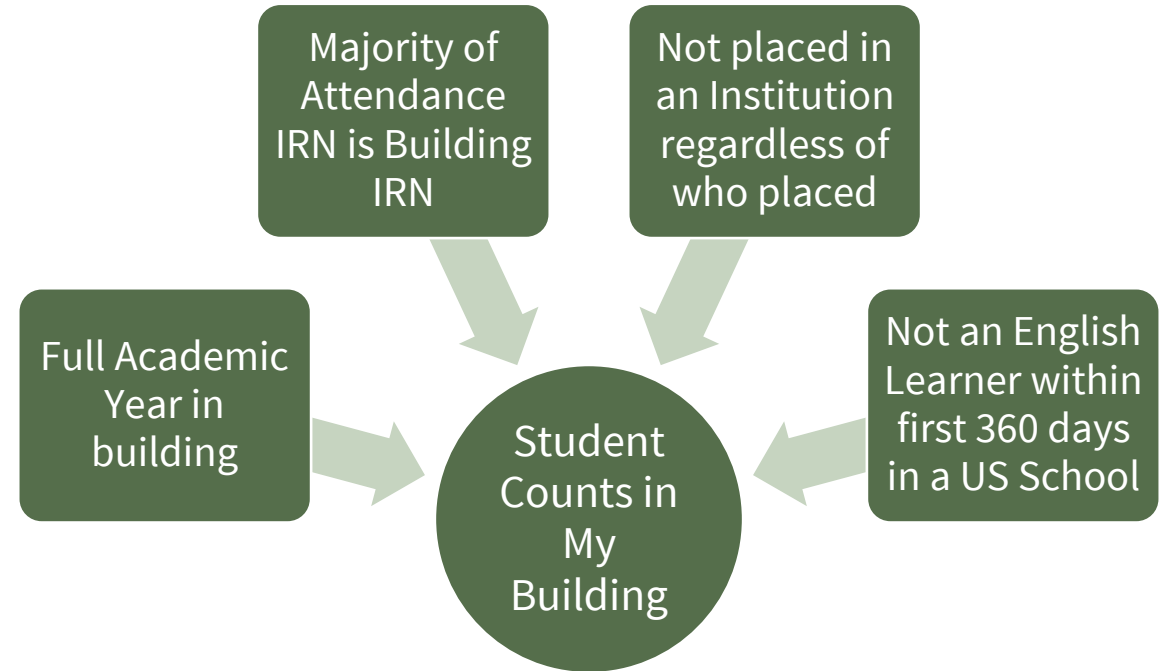 Majority of
Attendance
IRN is Building
IRN
Not placed in
an Institution
regardless of
who placed
Full Academic
Year in
building
Not an English
Learner within
first 360 days
in a US School
Student
Counts in
My
Building